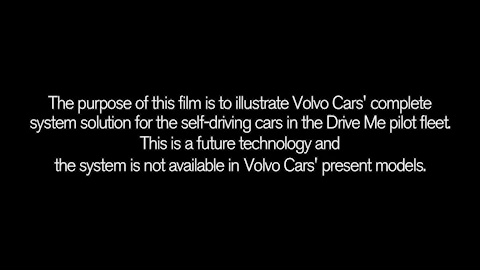 The purpose of this film is to illustrate Volvo Cars' complete
system solution for the self-driving cars in the Drive Me pilot fleet.
This is a future technology and
the system is not available in Volvo Cars' present models.